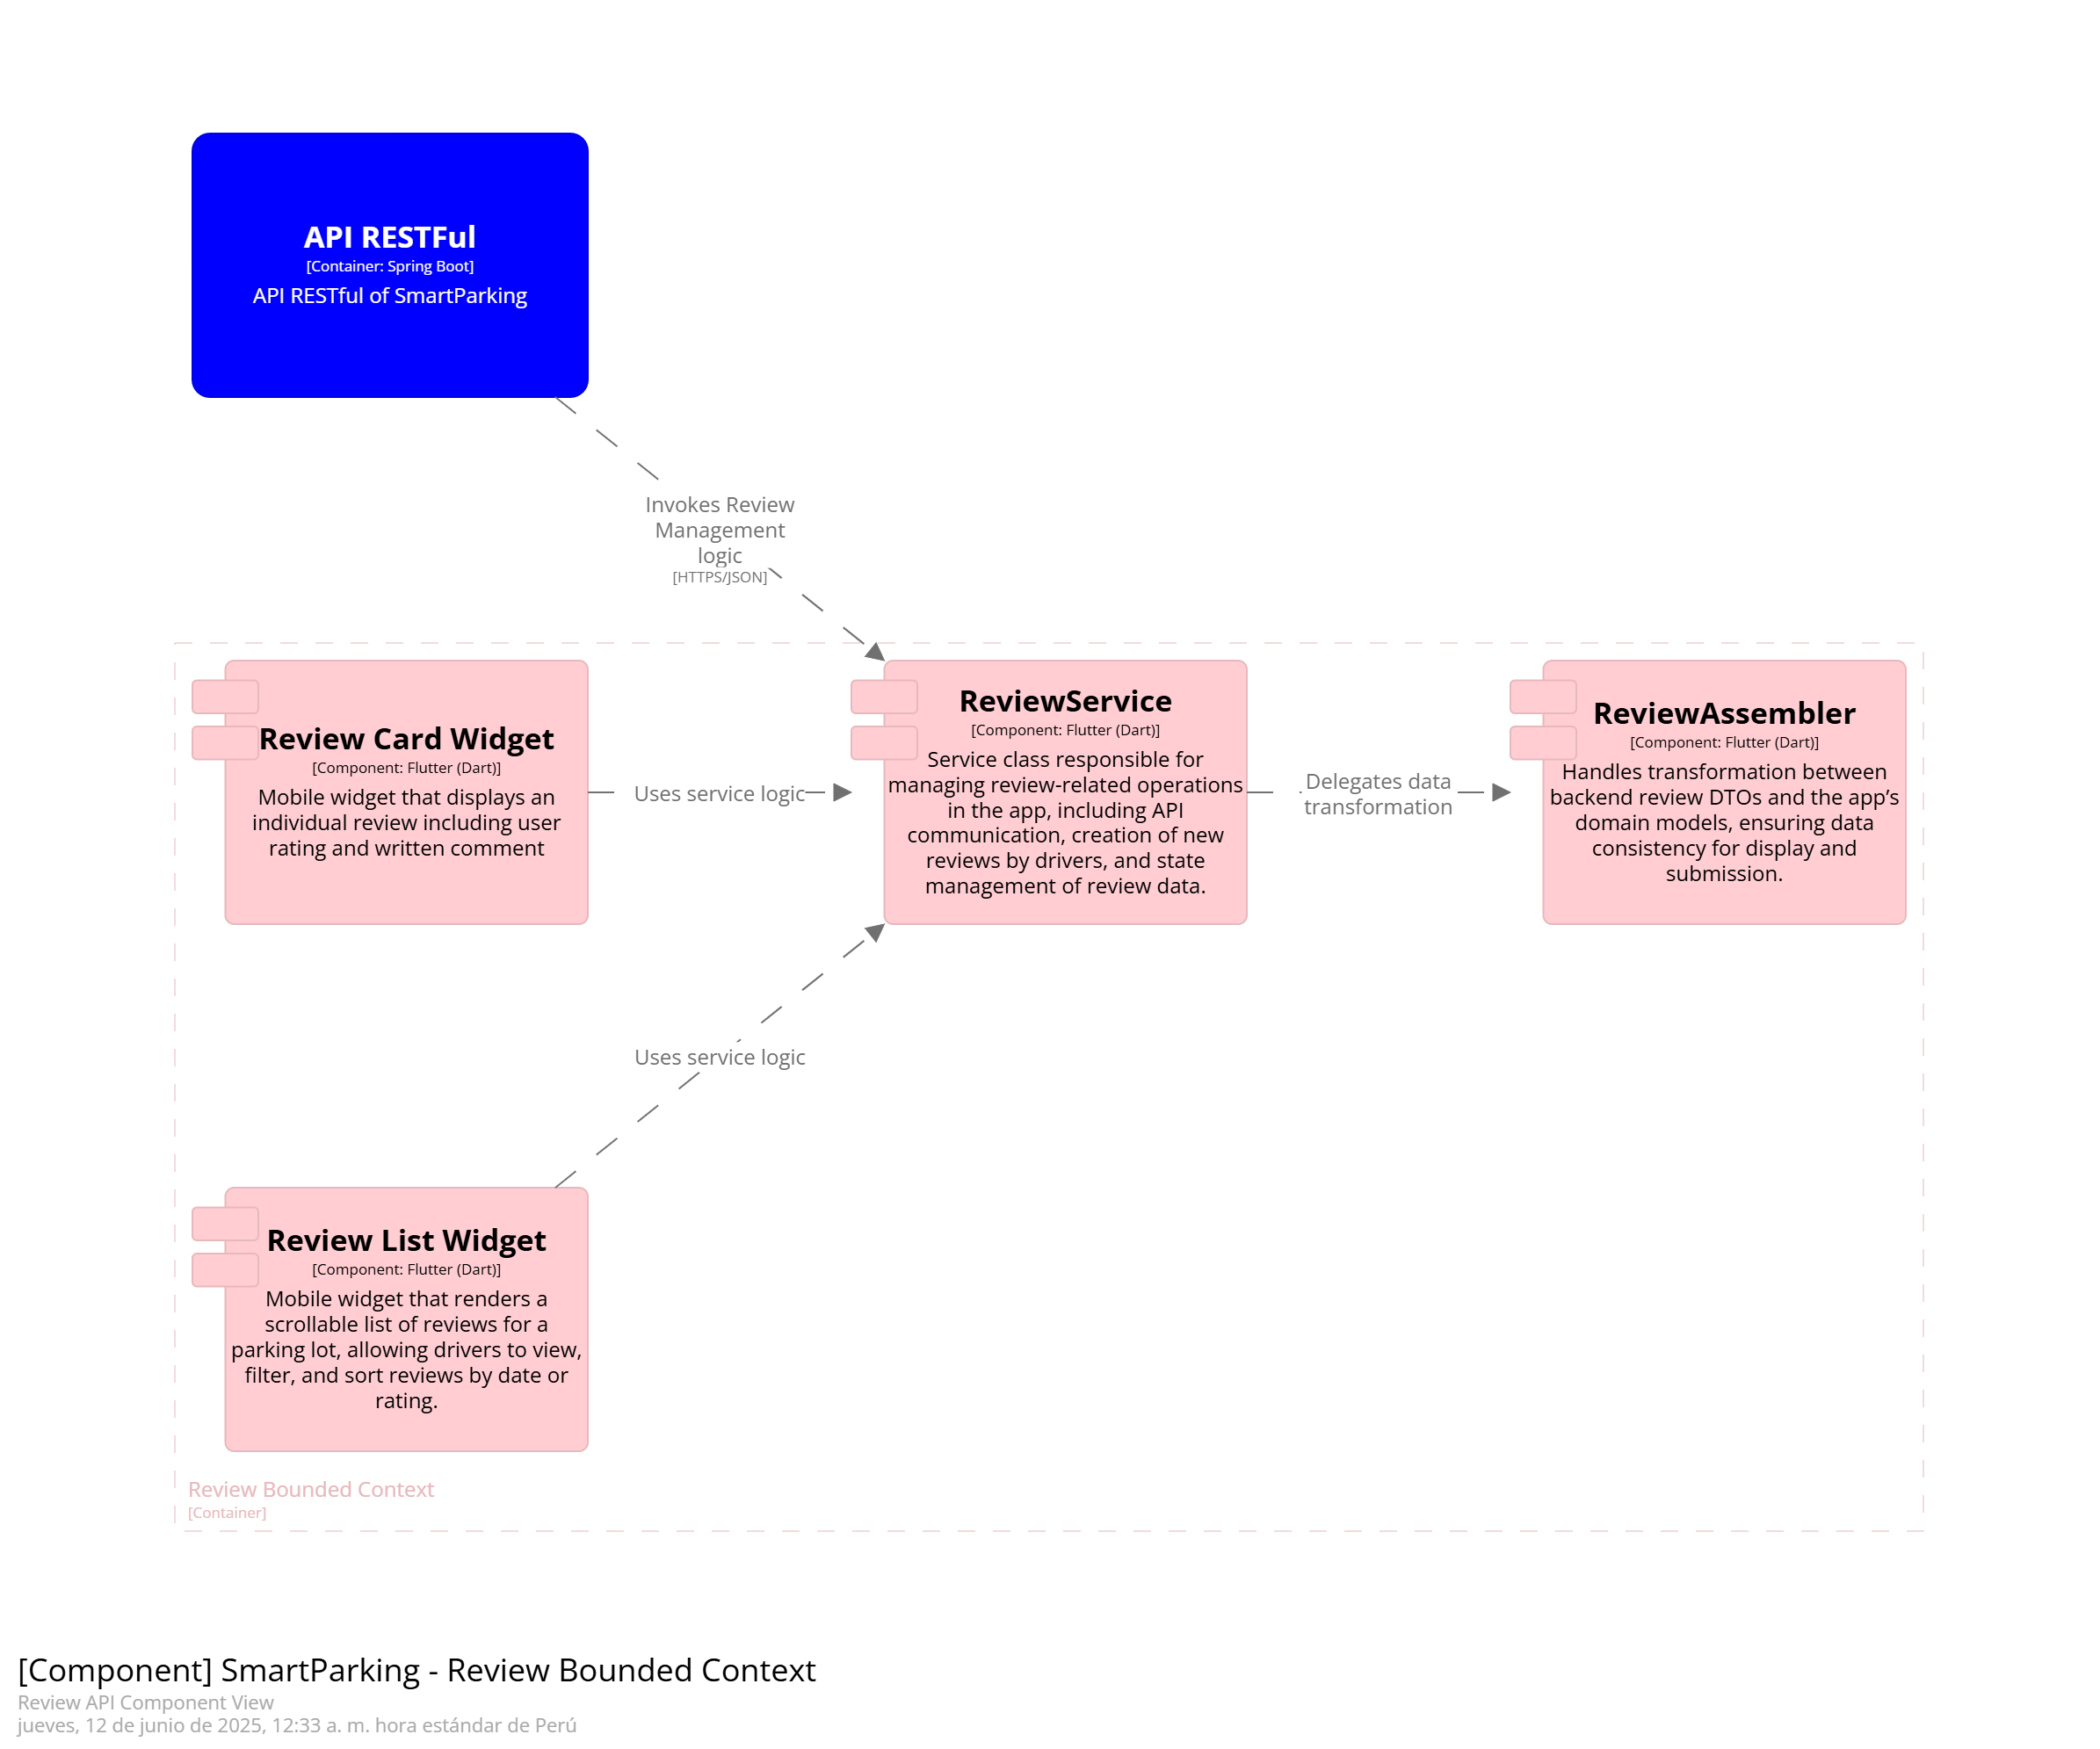 API RESTFul
[Container: Spring Boot]
API RESTful of SmartParking
Invokes Review
Management
logic
[HTTPS/JSON]
Review Card Widget
[Component: Flutter (Dart)]
Mobile widget that displays an
individual review including user
rating and written comment
Uses service logic
ReviewService
[Component: Flutter (Dart)]
Service class responsible for
managing review-related operations
in the app, including API
communication, creation of new
reviews by drivers, and state
management of review data.
Delegates data
transformation
ReviewAssembler
[Component: Flutter (Dart)]
Handles transformation between
backend review DTOs and the app’s
domain models, ensuring data
consistency for display and
submission.
Uses service logic
Review List Widget
[Component: Flutter (Dart)]
Mobile widget that renders a
scrollable list of reviews for a
parking lot, allowing drivers to view,
filter, and sort reviews by date or
rating.
Review Bounded Context
[Container]
[Component] SmartParking - Review Bounded Context
Review API Component View
jueves, 12 de junio de 2025, 12:33 a. m. hora estándar de Perú